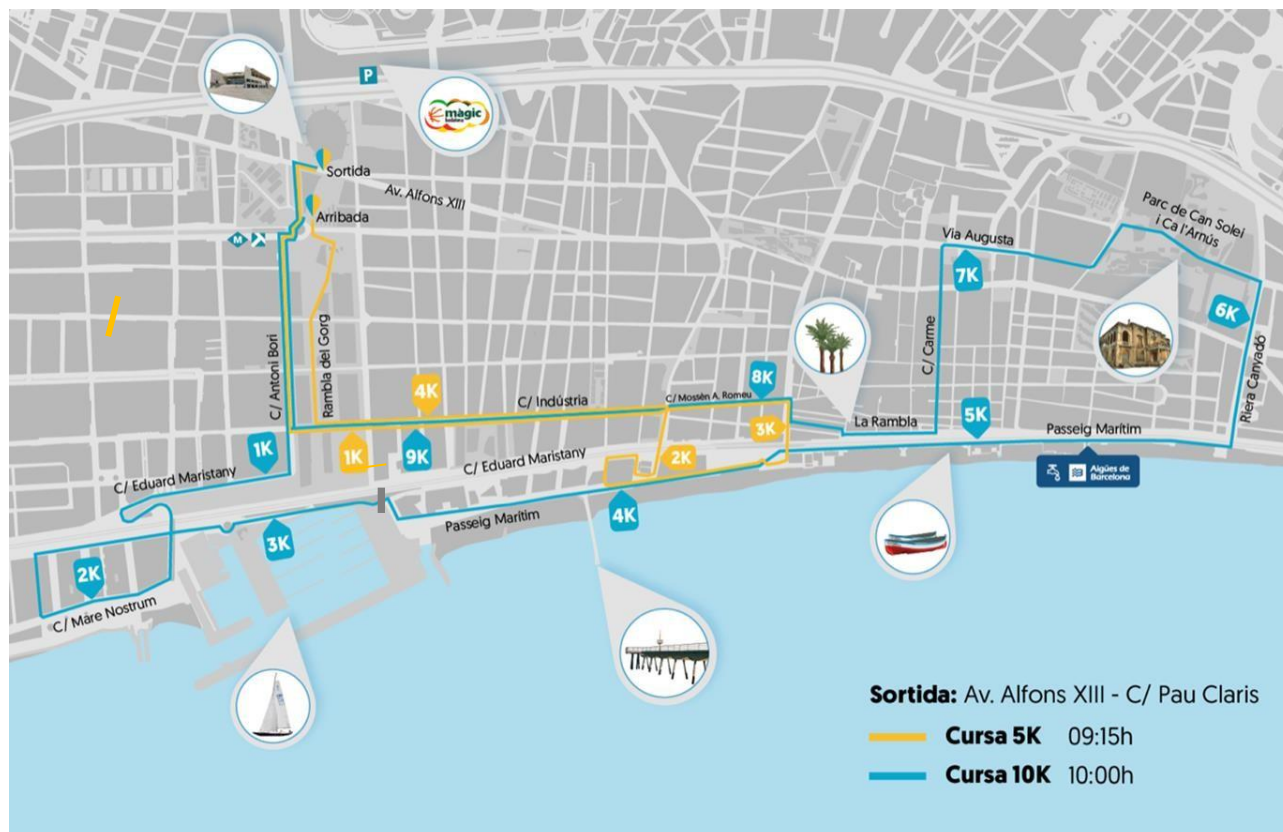 P
màgic
badalona
Sortida
Av. Alfons XIII
Arribada
M
Parc de Can Solei
i Ca l'Arnús
Via Augusta
7K
6K
C/ Antoni Bori
Rambla del Gorg
C/ Carme
Riera Canyadó
4K
C/ Indústria
C/ Mossèn A. Romeu
8K
La Rambla
5K
Passeig Marítim
1K
1K
9K
3K
2K
C/ Eduard Maristany
C/ Eduard Maristany
Aigües de
Barcelona
Passeig Marítim
4K
3K
2K
C/ Mare Nostrum
Sortida: Av. Alfons XIII - C/ Pau Claris
Cursa 5K 09:15h
Cursa 10K 10:00h